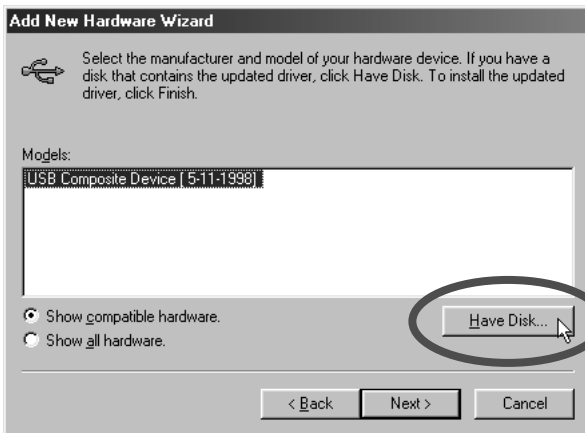 Add New Hardware Wizard
Select the manufacturer and model of your hardware device. If you have a
disk that contains the updated driver, click Have Disk. To install the updated
driver, click Finish.
Models:
USB Composite Device [ 5-11-1998]
Show compatible hardware.
Show all hardware.
Have Disk...
< Back
Next >
Cancel